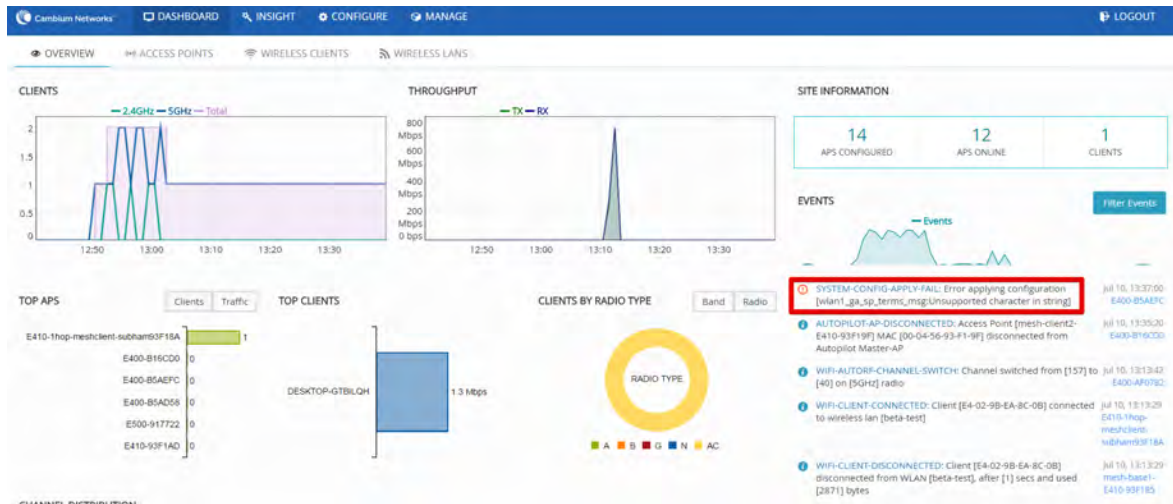 Cambium Networks DASHBOARD INSIGHT CONFIGURE MANAGE LOGOUT
OVERVIEW ACCESS POINTS WIRELESS CLIENTS WIRELESS LANS
CLIENTS
2.4GHz 5GHz Total
2
1.5
1
0.5
0
12:50 13:00 13:10 13:20 13:30
THROUGHPUT
TX RX
800
Mbps
600
Mbps
400
Mbps
200
Mbps
0 bps
12:50 13:00 13:10 13:20 13:30
SITE INFORMATION
14 12 1
APS CONFIGURED APS ONLINE CLIENTS
EVENTS Filter Events
Events
SYSTEM-CONFIG-APPLY-FAIL: Error applying configuration Jul 10, 13:37:00
[wlan1_ga_sp_terms_msg:Unsupported character in string] E400-B5AEFC
AUTOPILOT-AP-DISCONNECTED: Access Point [mesh-client2- Jul 10, 13:35:20
E410-93F19F] MAC [00-04-56-93-F1-9F] disconnected from E400-B16CD0
Autopilot Master-AP
WIFI-AUTORF-CHANNEL-SWITCH: Channel switched from [157] to Jul 10, 13:13:42
[40] on [5GHz] radio E400-AF07B2
WIFI-CLIENT-CONNECTED: Client [E4-02-9B-EA-8C-0B] connected Jul 10, 13:13:29
to wireless lan [beta-test] E410-1hop-
meshclient-
subham93F18A
WIFI-CLIENT-DISCONNECTED: Client [E4-02-9B-EA-8C-0B] Jul 10, 13:13:29
disconnected from WLAN [beta-test], after [1] secs and used mesh-base1-
[2871] bytes E410-93F1B5
TOP APS Clients Traffic
E410-1hop-meshclient-subham93F18A 1
E400-B16CD0 0
E400-B5AEFC 0
E400-B5AD58 0
E500-917722 0
E410-93F1AD 0
TOP CLIENTS
DESKTOP-GTBILQH 1.3 Mbps
CLIENTS BY RADIO TYPE Band Radio
RADIO TYPE
A B G N AC